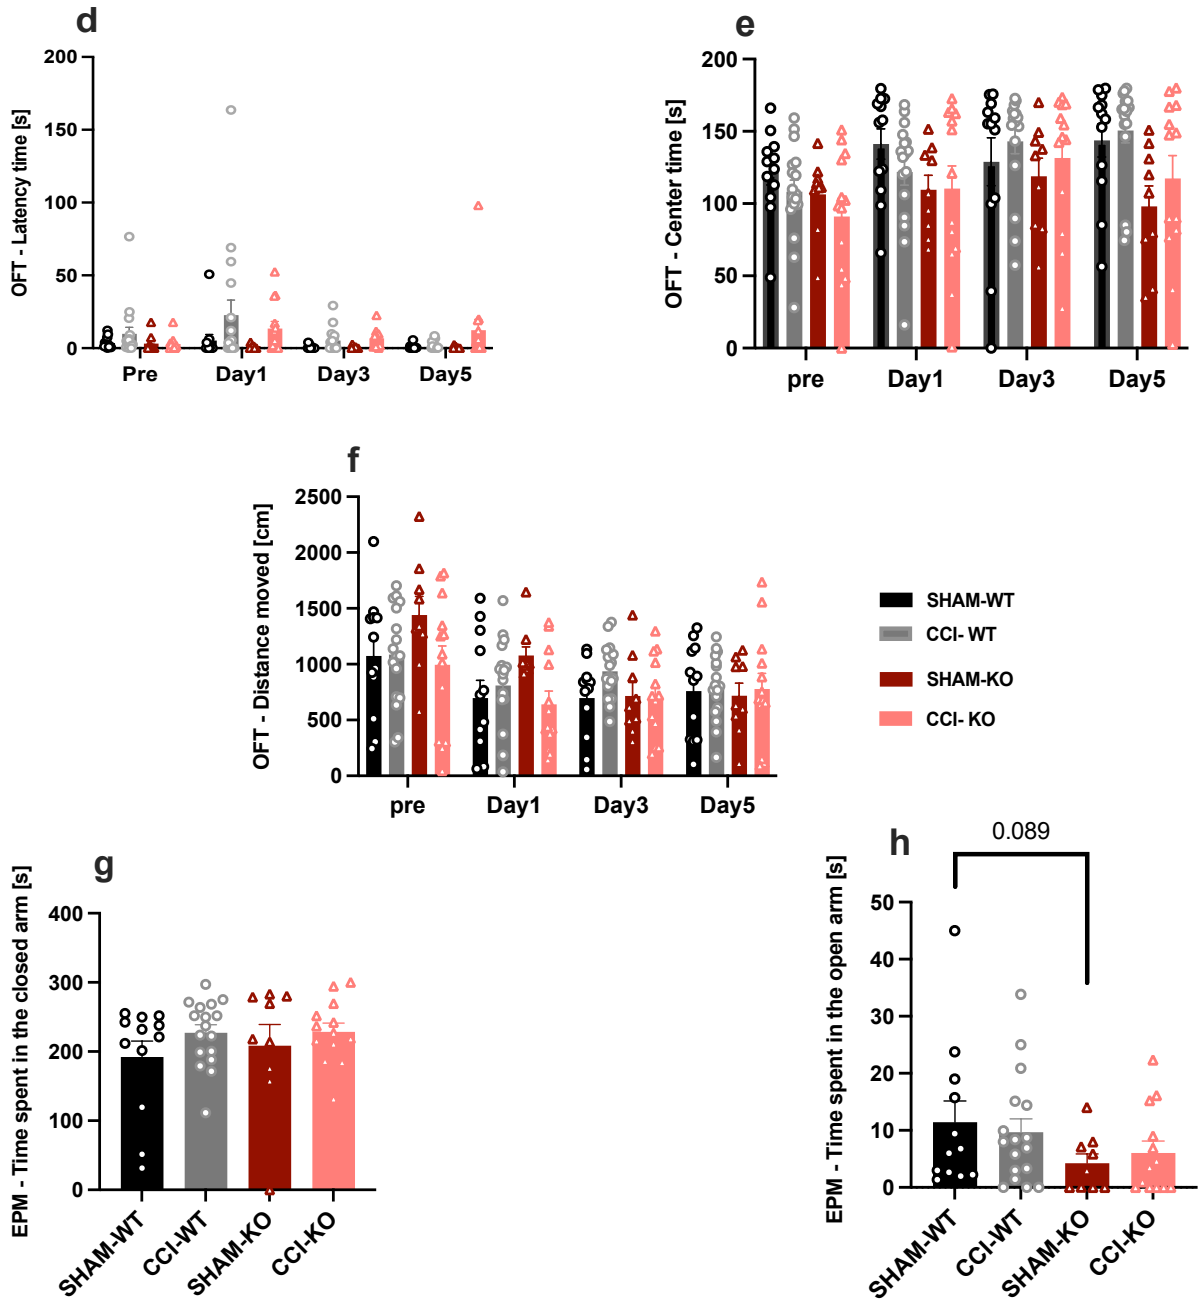 d
OFT - Latency time [s]
200
150
100
50
0
Pre
Day1
Day3
Day5
e
OFT - Center time [s]
200
150
100
50
0
pre
Day1
Day3
Day5
f
OFT - Distance moved [cm]
2500
2000
1500
1000
500
0
pre
Day1
Day3
Day5
SHAM-WT
CCI- WT
SHAM-KO
CCI- KO
g
EPM - Time spent in the closed arm [s]
400
300
200
100
0
SHAM-WT
CCI-WT
SHAM-KO
CCI-KO
h
0.089
EPM - Time spent in the open arm [s]
50
40
30
20
10
0
SHAM-WT
CCI-WT
SHAM-KO
CCI-KO